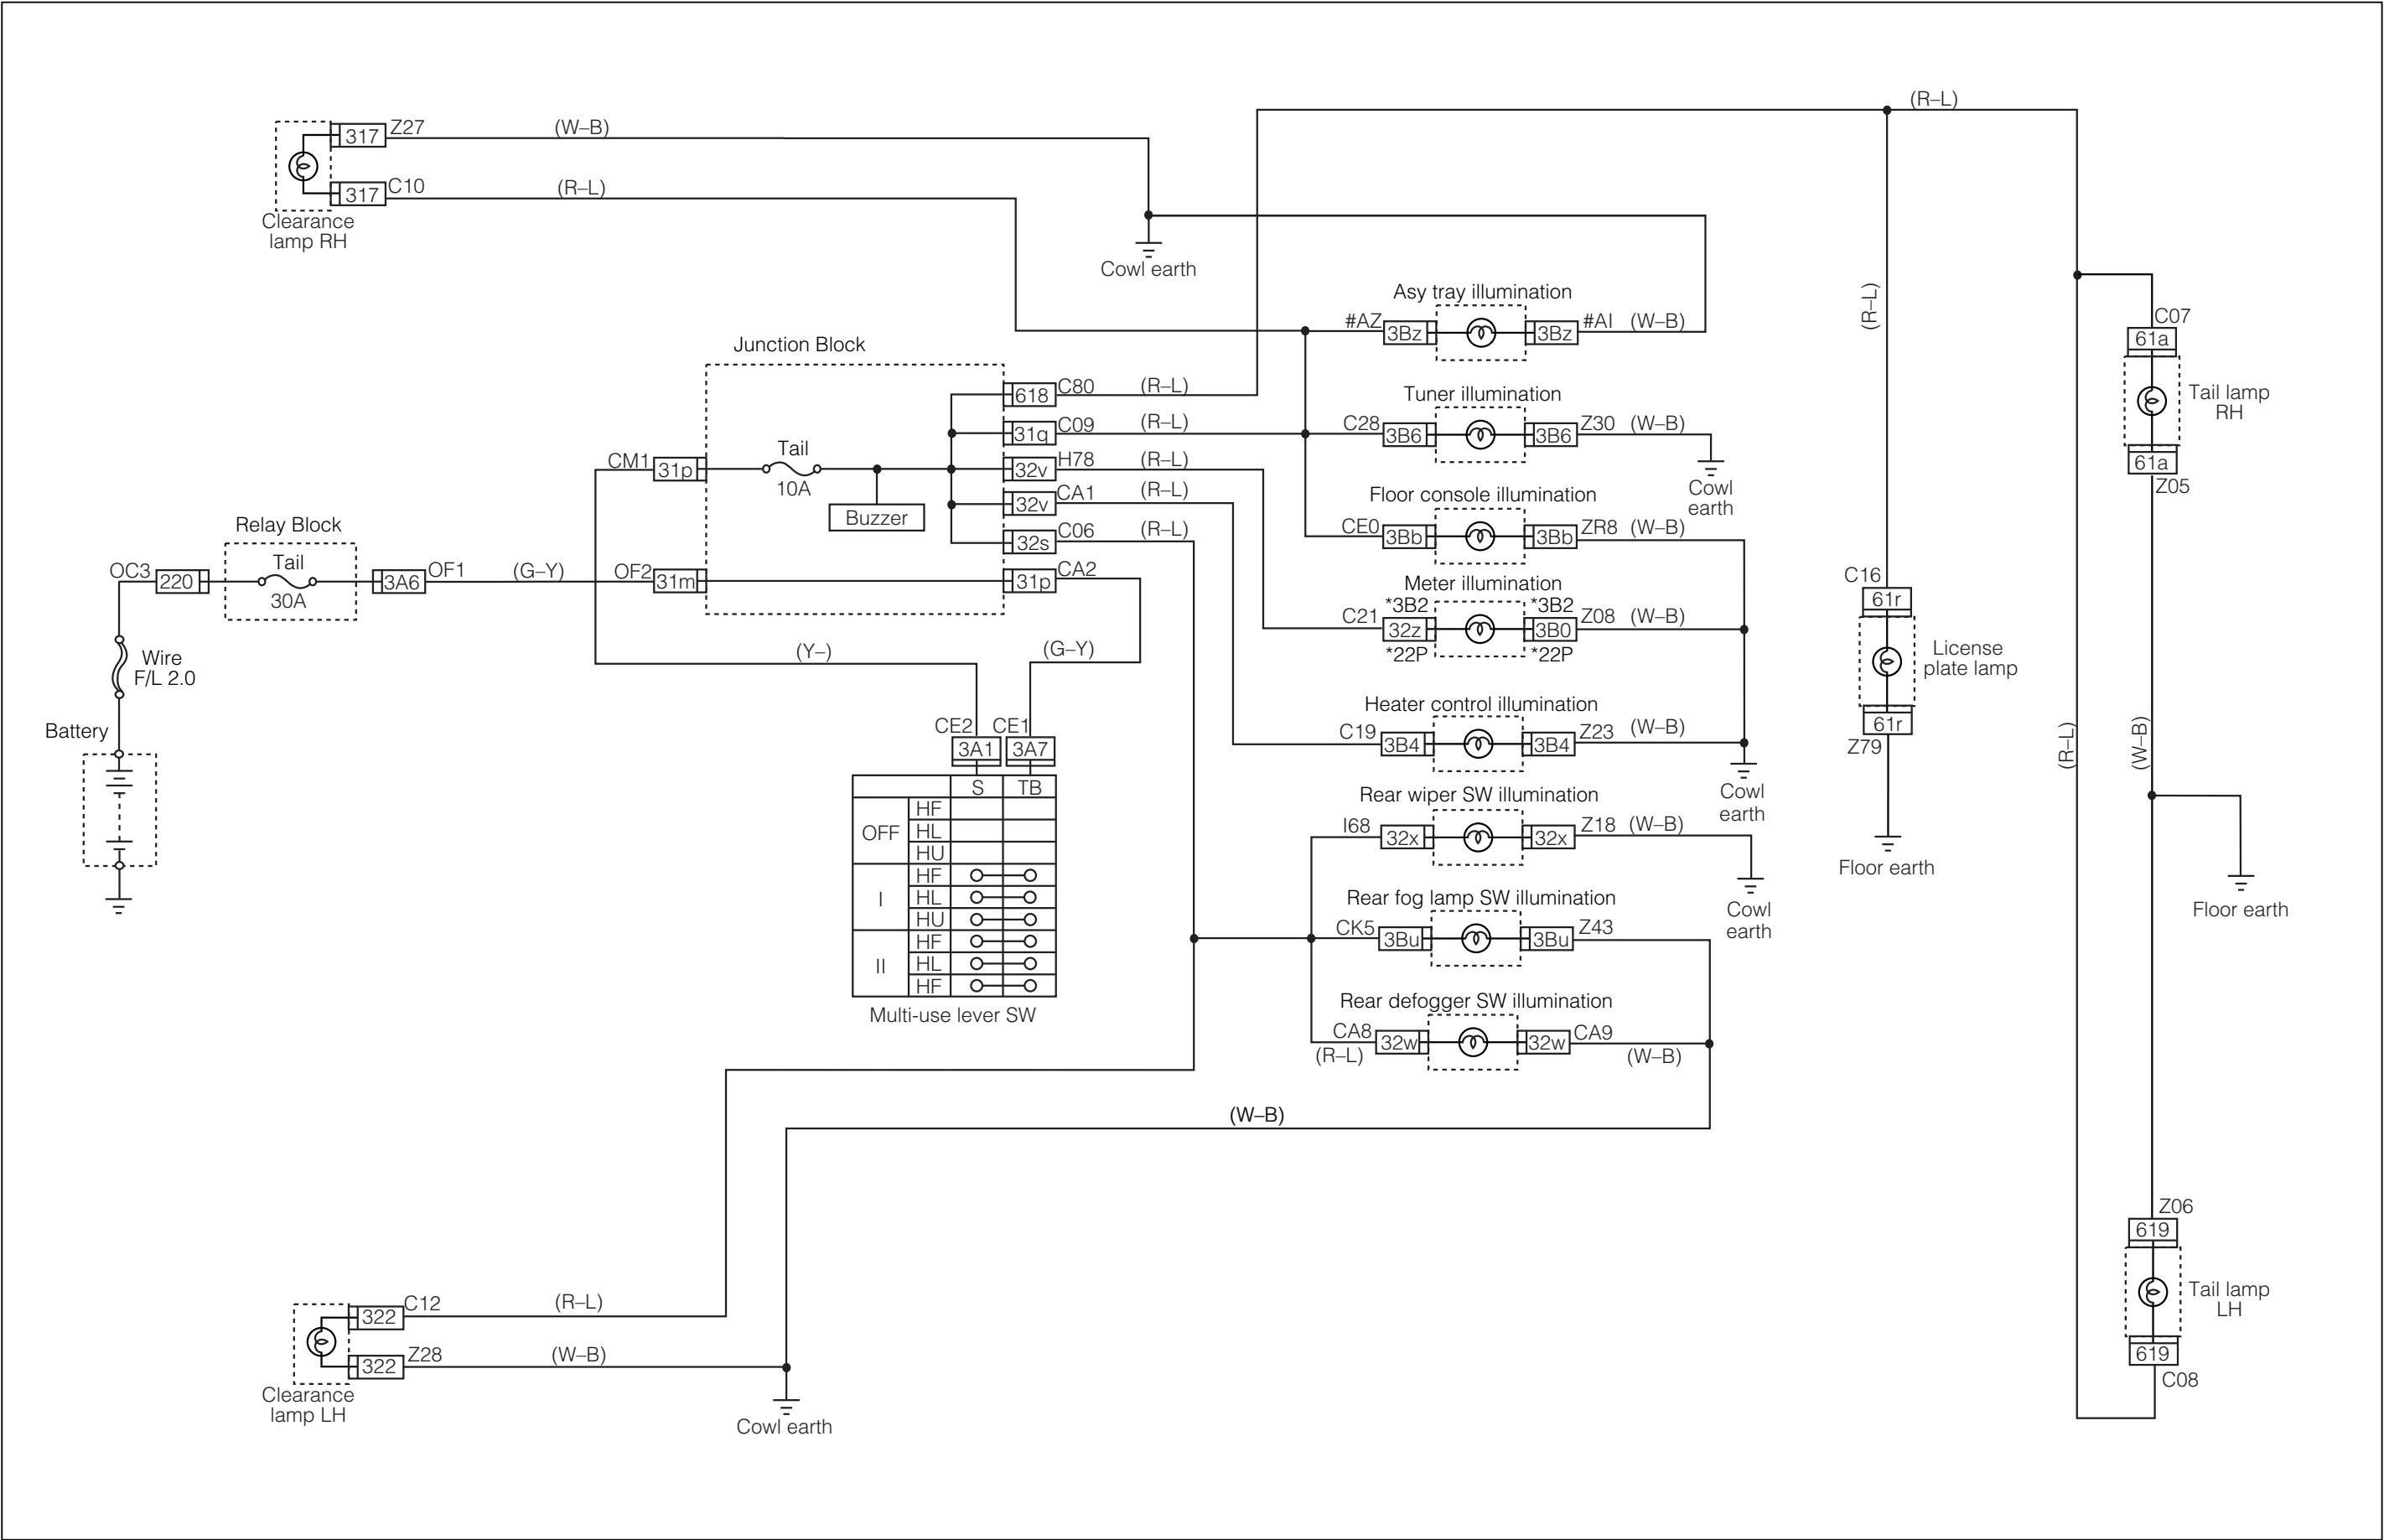 (R–L)
317 Z27 (W–B)
317 C10 (R–L)
Clearance
lamp RH
Cowl earth
Asy tray illumination
#AZ 3Bz 3Bz #AI (W–B)
(R–L)
C07
61a
Tail lamp
RH
61a
Z05
Junction Block
618 C80 (R–L)
31q C09 (R–L)
32v H78 (R–L)
32v CA1 (R–L)
32s C06 (R–L)
31p CA2
CM1 31p
Tail
10A
Buzzer
Tuner illumination
C28 3B6 3B6 Z30 (W–B)
Cowl
earth
Floor console illumination
CE0 3Bb 3Bb ZR8 (W–B)
Relay Block
OC3 220
Tail
30A
3A6 OF1 (G–Y) OF2 31m
Meter illumination
*3B2 *3B2
C21 32z 3B0 Z08 (W–B)
*22P *22P
C16
61r
License
plate lamp
61r
Z79
Floor earth
Wire
F/L 2.0
Battery
(Y–) (G–Y)
CE2 CE1
3A1 3A7
Heater control illumination
C19 3B4 3B4 Z23 (W–B)
Cowl
earth
(R–L) (W–B)
S TB
OFF
HF
HL
HU
I
HF
HL
HU
II
HF
HL
HF
Multi-use lever SW
Rear wiper SW illumination
I68 32x 32x Z18 (W–B)
Cowl
earth
Rear fog lamp SW illumination
CK5 3Bu 3Bu Z43
Floor earth
Rear defogger SW illumination
CA8 32w 32w CA9
(R–L) (W–B)
(W–B)
Z06
619
Tail lamp
LH
619
C08
322 C12 (R–L)
322 Z28 (W–B)
Clearance
lamp LH
Cowl earth